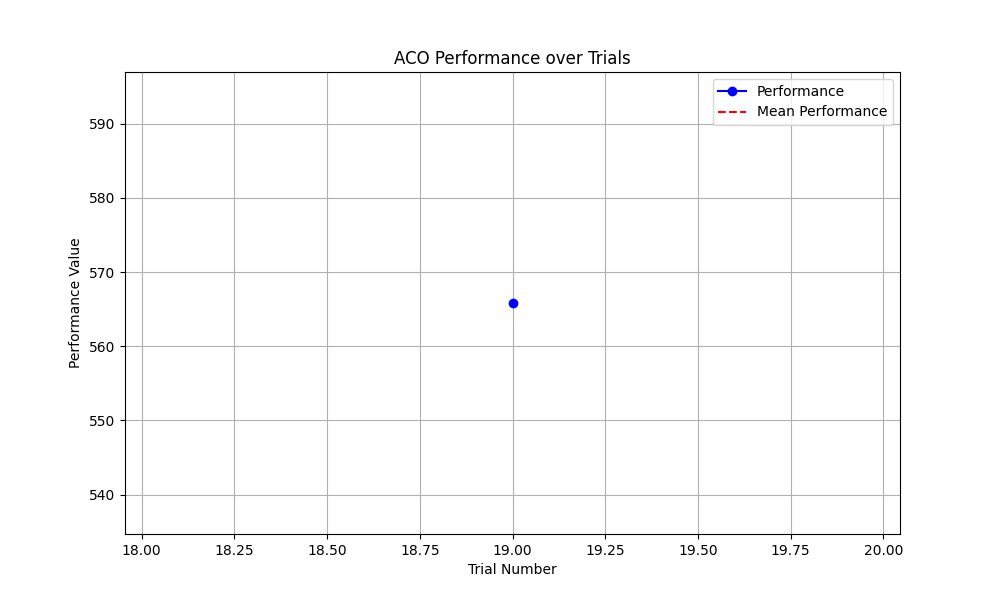 ACO Performance over Trials
Performance
Mean Performance
590
580
570
560
550
540
Performance Value
18.00 18.25 18.50 18.75 19.00 19.25 19.50 19.75 20.00
Trial Number